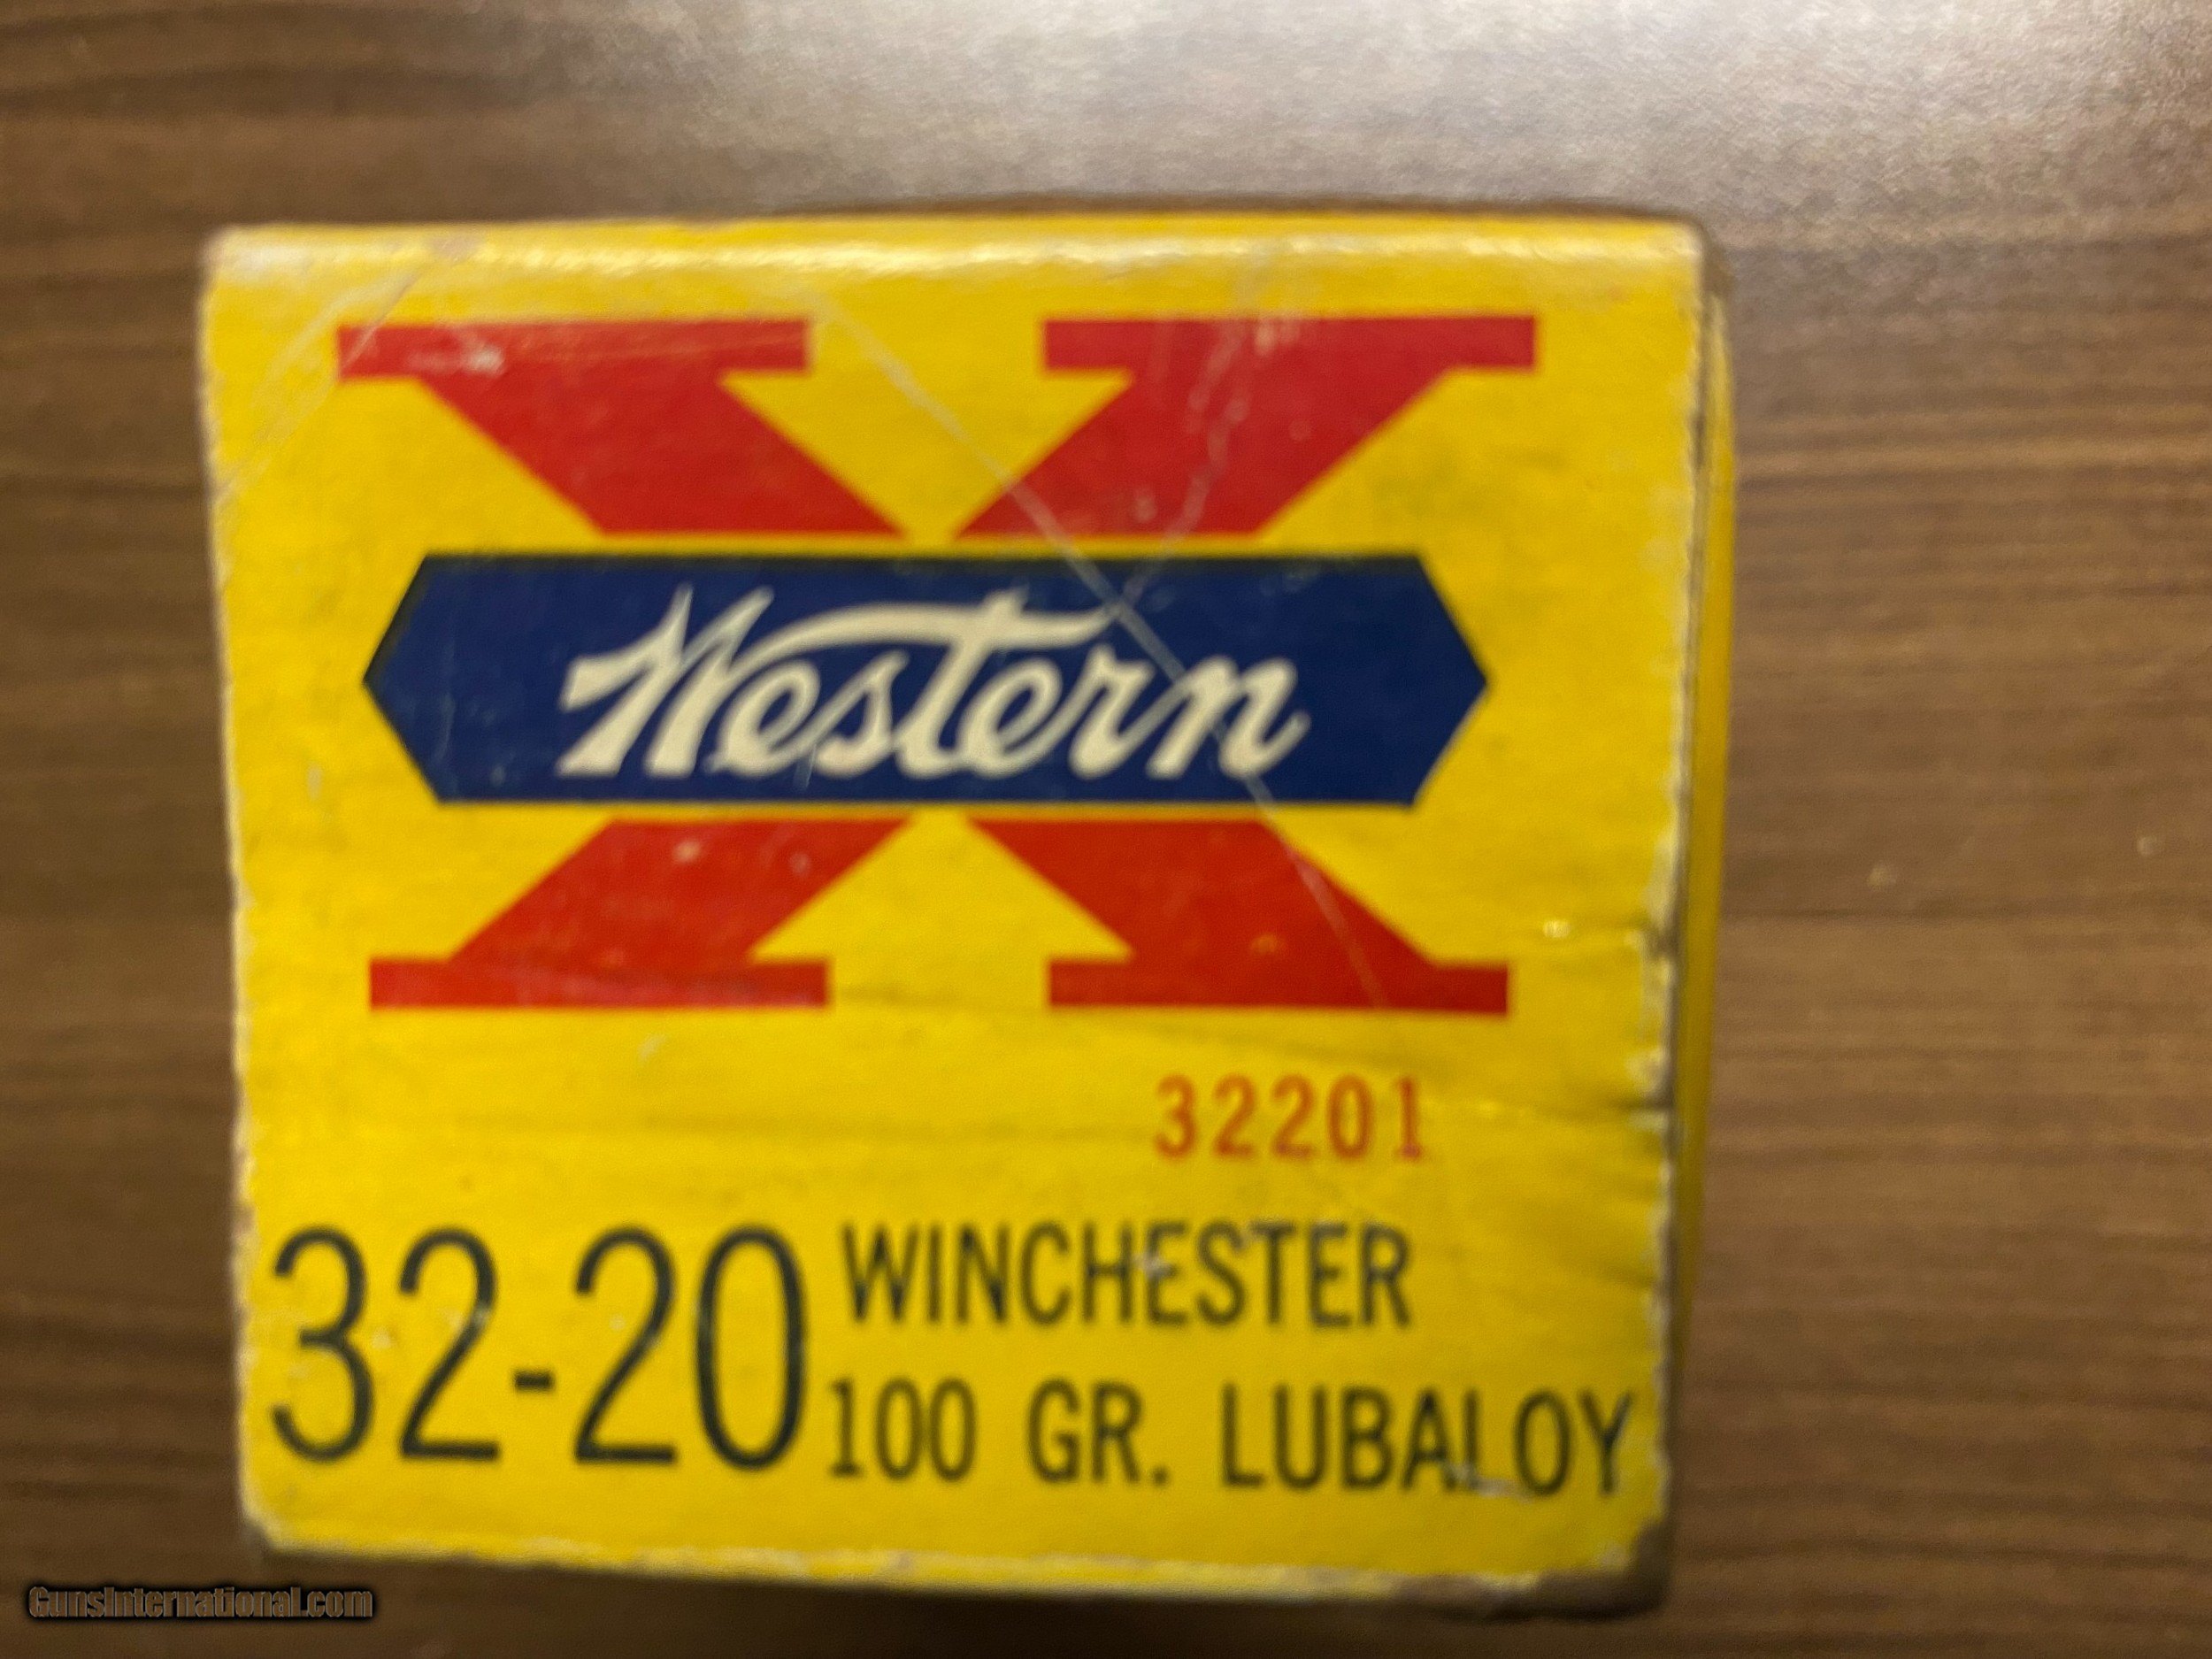 Western
32201
32-20 WINCHESTER
100 GR. LUBALOY
GunsInternational.com